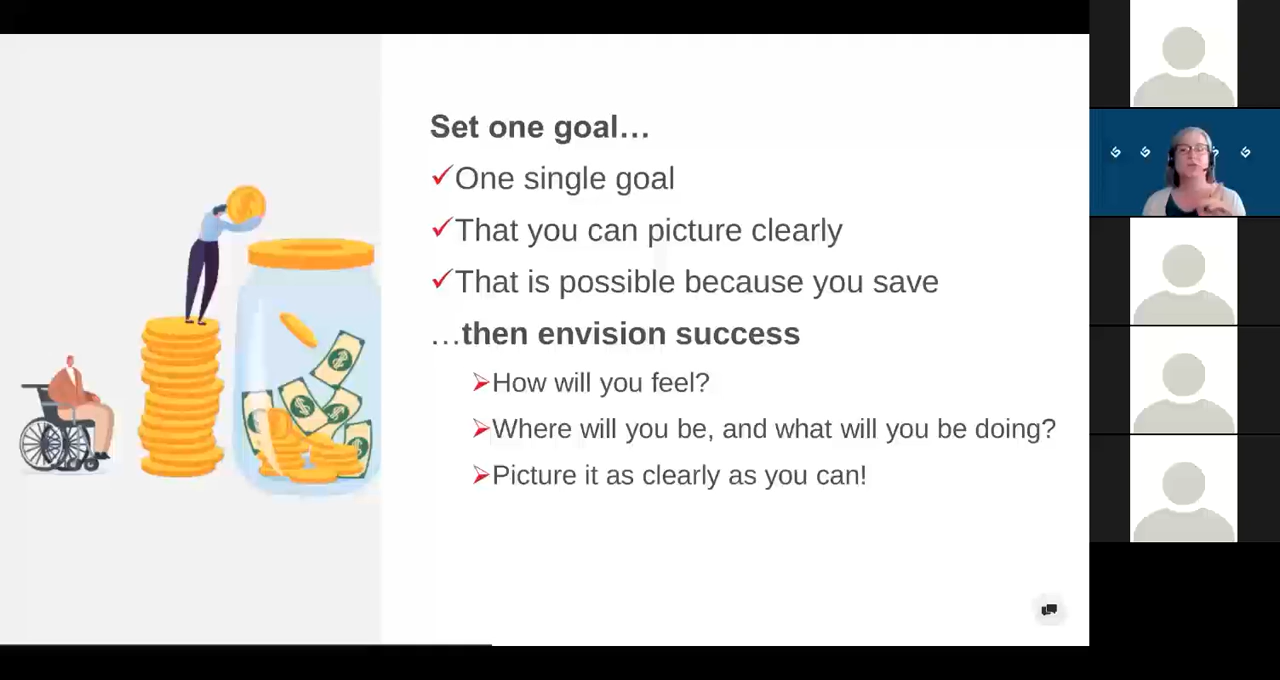 Set one goal…
One single goal
That you can picture clearly
That is possible because you save
…then envision success
How will you feel?
Where will you be, and what will you be doing?
Picture it as clearly as you can!